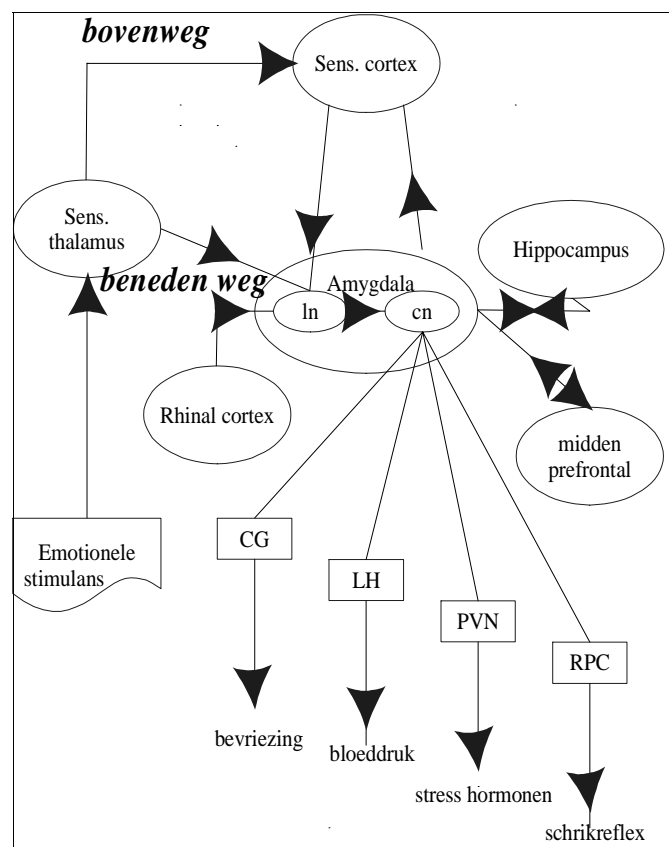 bovenweg
Sens. cortex
Sens.
thalamus
Hippocampus
beneden weg
Amygdala
ln
cn
Rhinal cortex
midden
prefrontal
Emotionele
stimulans
CG
LH
PVN
RPC
bevriezing
bloeddruk
stress hormonen
schrikreflex